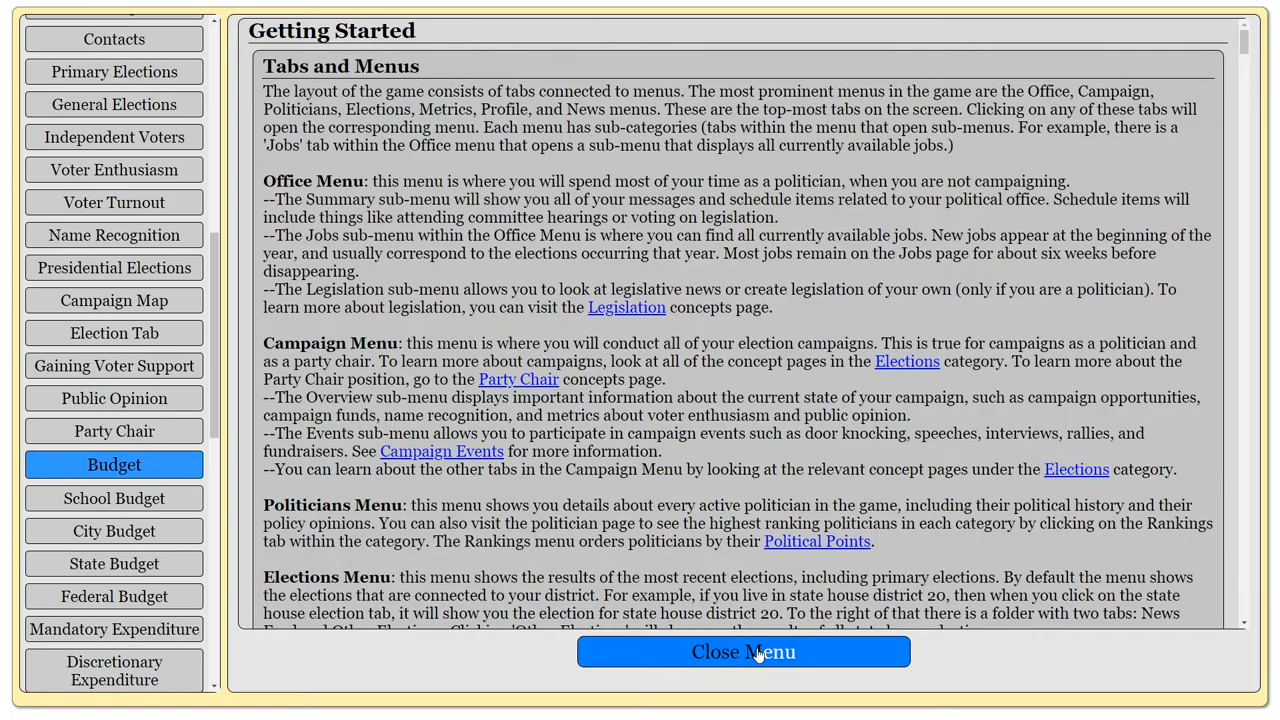 Contacts
Primary Elections
General Elections
Independent Voters
Voter Enthusiasm
Voter Turnout
Name Recognition
Presidential Elections
Campaign Map
Election Tab
Gaining Voter Support
Public Opinion
Party Chair
Budget
School Budget
City Budget
State Budget
Federal Budget
Mandatory Expenditure
Discretionary
Expenditure
Getting Started
Tabs and Menus
The layout of the game consists of tabs connected to menus. The most prominent menus in the game are the Office, Campaign,
Politicians, Elections, Metrics, Profile, and News menus. These are the top-most tabs on the screen. Clicking on any of these tabs will
open the corresponding menu. Each menu has sub-categories (tabs within the menu that open sub-menus. For example, there is a
'Jobs' tab within the Office menu that opens a sub-menu that displays all currently available jobs.)
Office Menu: this menu is where you will spend most of your time as a politician, when you are not campaigning.
--The Summary sub-menu will show you all of your messages and schedule items related to your political office. Schedule items will
include things like attending committee hearings or voting on legislation.
--The Jobs sub-menu within the Office Menu is where you can find all currently available jobs. New jobs appear at the beginning of the
year, and usually correspond to the elections occurring that year. Most jobs remain on the Jobs page for about six weeks before
disappearing.
--The Legislation sub-menu allows you to look at legislative news or create legislation of your own (only if you are a politician). To
learn more about legislation, you can visit the Legislation concepts page.
Campaign Menu: this menu is where you will conduct all of your election campaigns. This is true for campaigns as a politician and
as a party chair. To learn more about campaigns, look at all of the concept pages in the Elections category. To learn more about the
Party Chair position, go to the Party Chair concepts page.
--The Overview sub-menu displays important information about the current state of your campaign, such as campaign opportunities,
campaign funds, name recognition, and metrics about voter enthusiasm and public opinion.
--The Events sub-menu allows you to participate in campaign events such as door knocking, speeches, interviews, rallies, and
fundraisers. See Campaign Events for more information.
--You can learn about the other tabs in the Campaign Menu by looking at the relevant concept pages under the Elections category.
Politicians Menu: this menu shows you details about every active politician in the game, including their political history and their
policy opinions. You can also visit the politician page to see the highest ranking politicians in each category by clicking on the Rankings
tab within the category. The Rankings menu orders politicians by their Political Points.
Elections Menu: this menu shows the results of the most recent elections, including primary elections. By default the menu shows
the elections that are connected to your district. For example, if you live in state house district 20, then when you click on the state
house election tab, it will show you the election for state house district 20. To the right of that there is a folder with two tabs: News
Close Menu